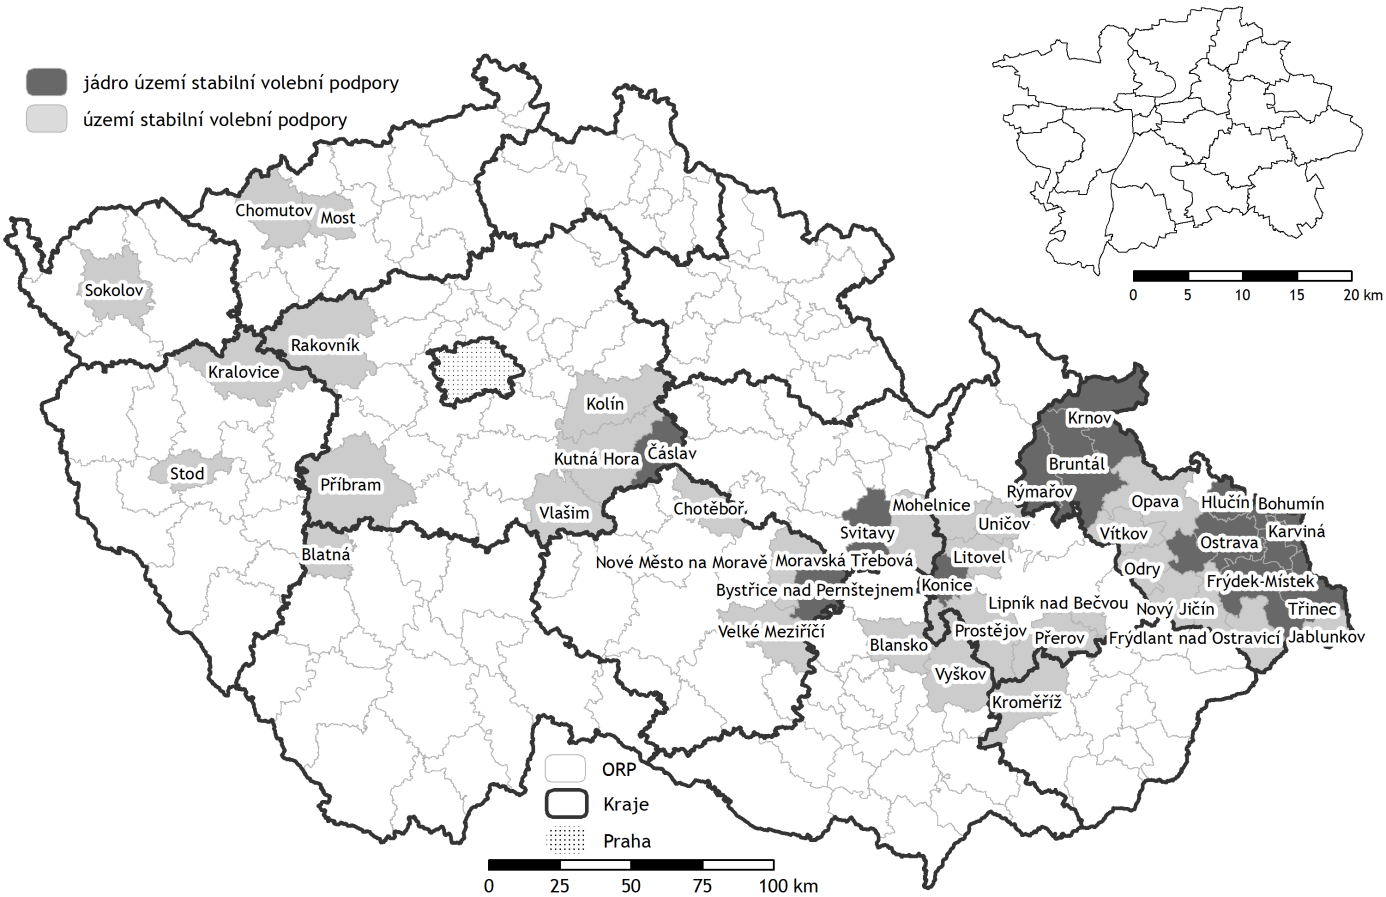 jádro území stabilní volební podpory
území stabilní volební podpory
0 5 10 15 20 km
Chomutov
Most
Sokolov
Rakovník
Kralovice
Kolín
Krnov
Čáslav
Kutná Hora
Bruntál
Stod
Příbram
Rýmařov
Opava
Hlučín
Bohumín
Chotěboř
Mohelnice
Vlašim
Uničov
Svitavy
Vítkov
Karviná
Ostrava
Blatná
Nové Město na Moravě
Moravská Třebová
Litovel
Odry
Frýdek-Místek
Bystřice nad Pernštejnem
Konice
Lipník nad Bečvou
Nový Jičín
Třinec
Velké Meziříčí
Prostějov
Přerov
Frýdlant nad Ostravicí
Jablunkov
Blansko
Vyškov
Kroměříž
ORP
Kraje
Praha
0 25 50 75 100 km